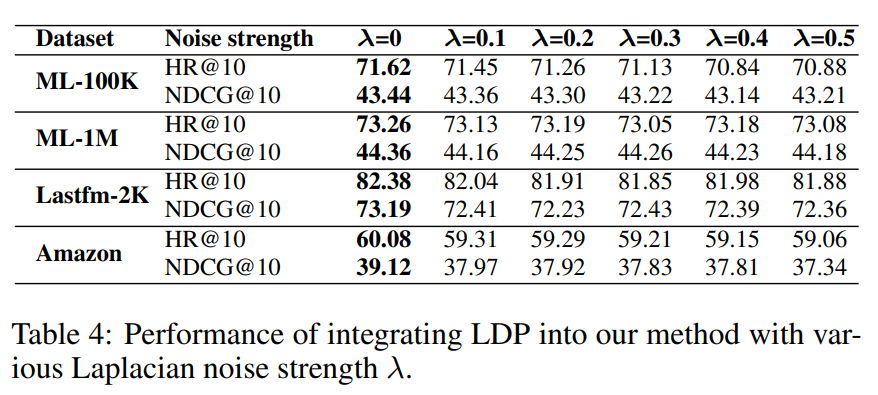 Dataset Noise strength λ=0 λ=0.1 λ=0.2 λ=0.3 λ=0.4 λ=0.5
ML-100K HR@10 71.62 71.45 71.26 71.13 70.84 70.88
NDCG@10 43.44 43.36 43.30 43.22 43.14 43.21
ML-1M HR@10 73.26 73.13 73.19 73.05 73.18 73.08
NDCG@10 44.36 44.16 44.25 44.26 44.23 44.18
Lastfm-2K HR@10 82.38 82.04 81.91 81.85 81.98 81.88
NDCG@10 73.19 72.41 72.23 72.43 72.39 72.36
Amazon HR@10 60.08 59.31 59.29 59.21 59.15 59.06
NDCG@10 39.12 37.97 37.92 37.83 37.81 37.34
Table 4: Performance of integrating LDP into our method with var-
ious Laplacian noise strength λ.